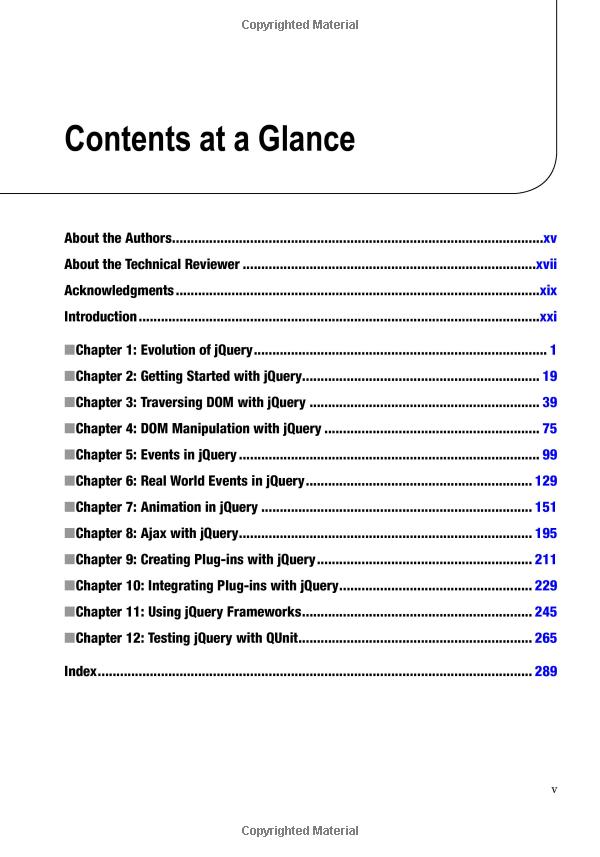 Copyrighted Material
Contents at a Glance
About the Authors....................................................................................................xv
About the Technical Reviewer ...............................................................................xvii
Acknowledgments..................................................................................................xix
Introduction............................................................................................................xxi
■Chapter 1: Evolution of jQuery............................................................................... 1
■Chapter 2: Getting Started with jQuery................................................................ 19
■Chapter 3: Traversing DOM with jQuery .............................................................. 39
■Chapter 4: DOM Manipulation with jQuery .......................................................... 75
■Chapter 5: Events in jQuery ................................................................................. 99
■Chapter 6: Real World Events in jQuery............................................................. 129
■Chapter 7: Animation in jQuery ......................................................................... 151
■Chapter 8: Ajax with jQuery............................................................................... 195
■Chapter 9: Creating Plug-ins with jQuery.......................................................... 211
■Chapter 10: Integrating Plug-ins with jQuery.................................................... 229
■Chapter 11: Using jQuery Frameworks.............................................................. 245
■Chapter 12: Testing jQuery with QUnit............................................................... 265
Index..................................................................................................................... 289
v
Copyrighted Material